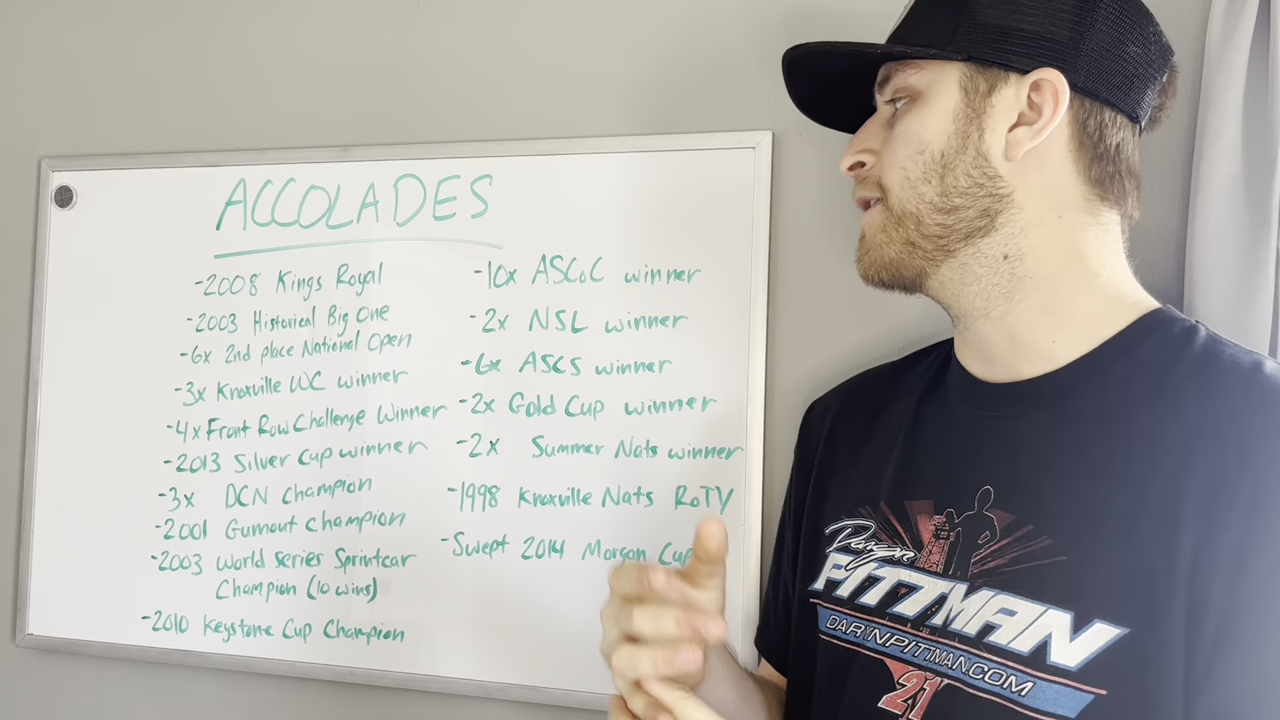 ACCOLADES
-2008 Kings Royal
-2003 Historical Big One
-6x 2nd place National Open
-3x Knoxville WC winner
-4x Front Row Challenge Winner
-2013 Silver Cup winner
-3x DCN Champion
-2001 Gumout Champion
-2003 World series Sprintcar
Champion (10 wins)
-2010 Keystone Cup Champion
-10x ASCoC winner
-2x NSL winner
-6x ASCS winner
-2x Gold Cup winner
-2x Summer Nats winner
-1998 Knoxville Nats RoTY
-Swept 2014 Morgan Cup
Daryn
PITTMAN
DARYNPITTMAN.COM
21